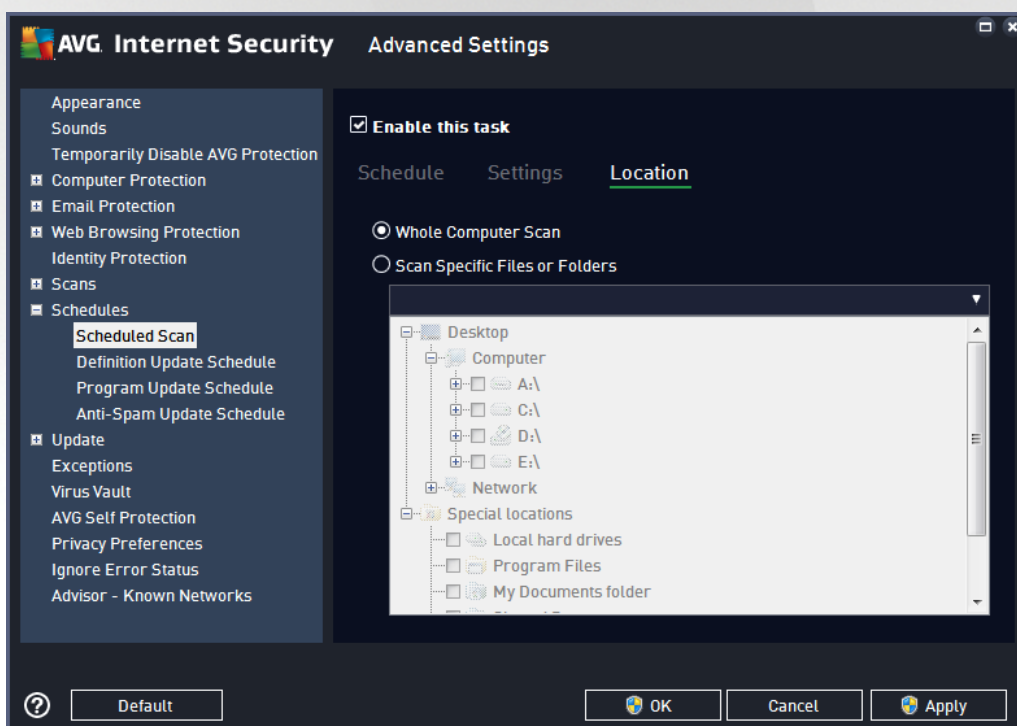 AVG. Internet Security Advanced Settings
Appearance
Sounds
Temporarily Disable AVG Protection
Computer Protection
Email Protection
Web Browsing Protection
Identity Protection
Scans
Schedules
Scheduled Scan
Definition Update Schedule
Program Update Schedule
Anti-Spam Update Schedule
Update
Exceptions
Virus Vault
AVG Self Protection
Privacy Preferences
Ignore Error Status
Advisor - Known Networks
Enable this task
Schedule Settings Location
Whole Computer Scan
Scan Specific Files or Folders
Desktop
Computer
A:\
C:\
D:\
E:\
Network
Special locations
Local hard drives
Program Files
My Documents folder
? Default OK Cancel Apply